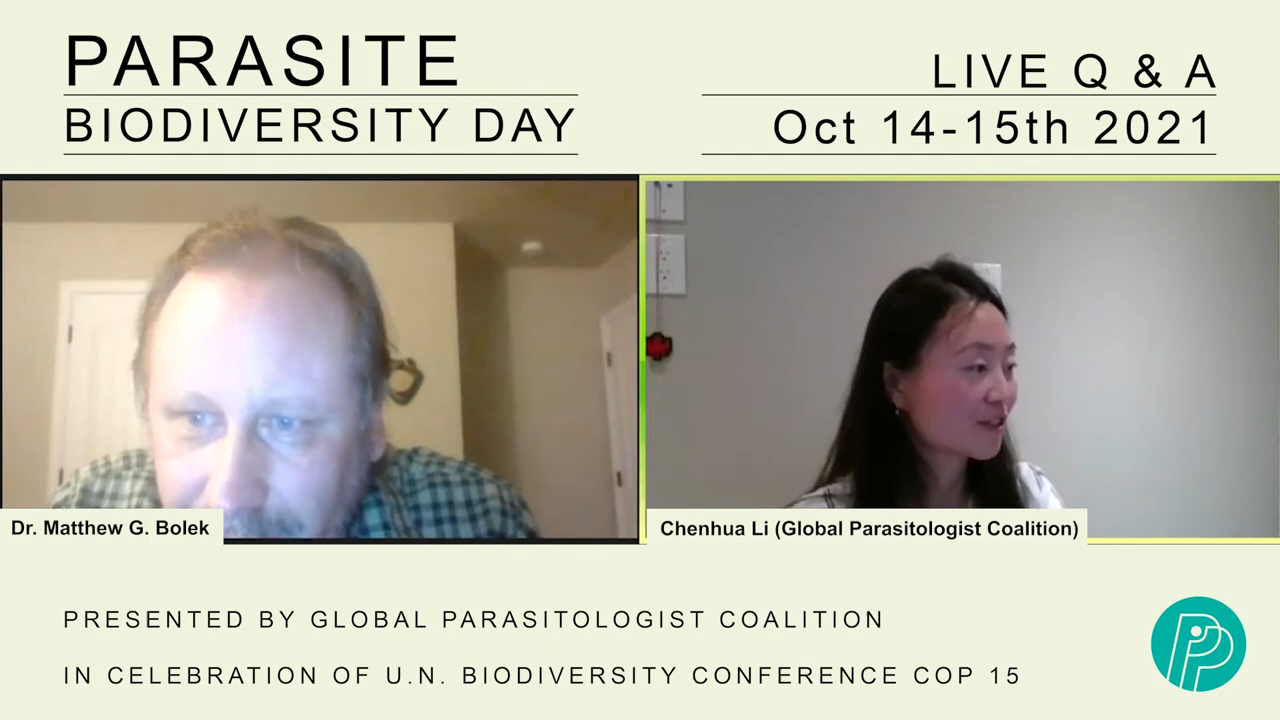 PARASITE
BIODIVERSITY DAY
LIVE Q & A
Oct 14-15th 2021
Dr. Matthew G. Bolek
Chenhua Li (Global Parasitologist Coalition)
PRESENTED BY GLOBAL PARASITOLOGIST COALITION
IN CELEBRATION OF U.N. BIODIVERSITY CONFERENCE COP 15